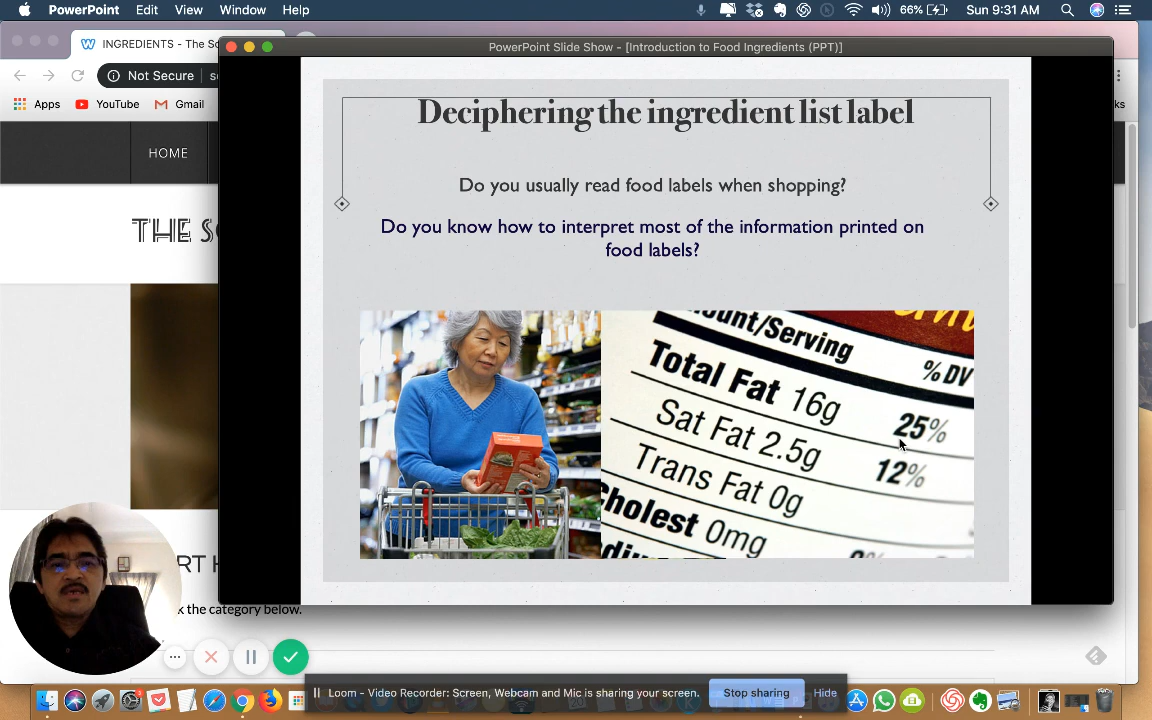 PowerPoint Edit View Window Help
66% Sun 9:31 AM
INGREDIENTS - The Sc
PowerPoint Slide Show - [Introduction to Food Ingredients (PPT)]
Not Secure
Apps YouTube Gmail
HOME
THE
Deciphering the ingredient list label
Do you usually read food labels when shopping?
Do you know how to interpret most of the information printed on
food labels?
ount/Serving
% DV
Total Fat 16g 25%
Sat Fat 2.5g 12%
Trans Fat 0g
Cholest 0mg
RT H
k the category below.
Loom – Video Recorder: Screen, Webcam and Mic is sharing your screen. Stop sharing Hide